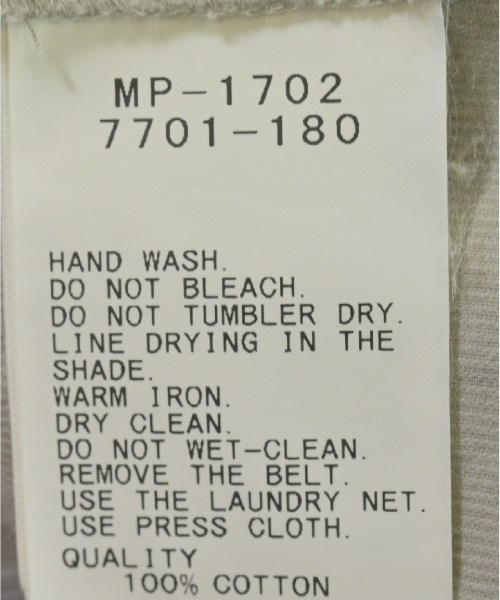 MP-1702
7701-180
HAND WASH.
DO NOT BLEACH.
DO NOT TUMBLER DRY.
LINE DRYING IN THE
SHADE.
WARM IRON.
DRY CLEAN.
DO NOT WET-CLEAN.
REMOVE THE BELT.
USE THE LAUNDRY NET.
USE PRESS CLOTH.
QUALITY
100% COTTON